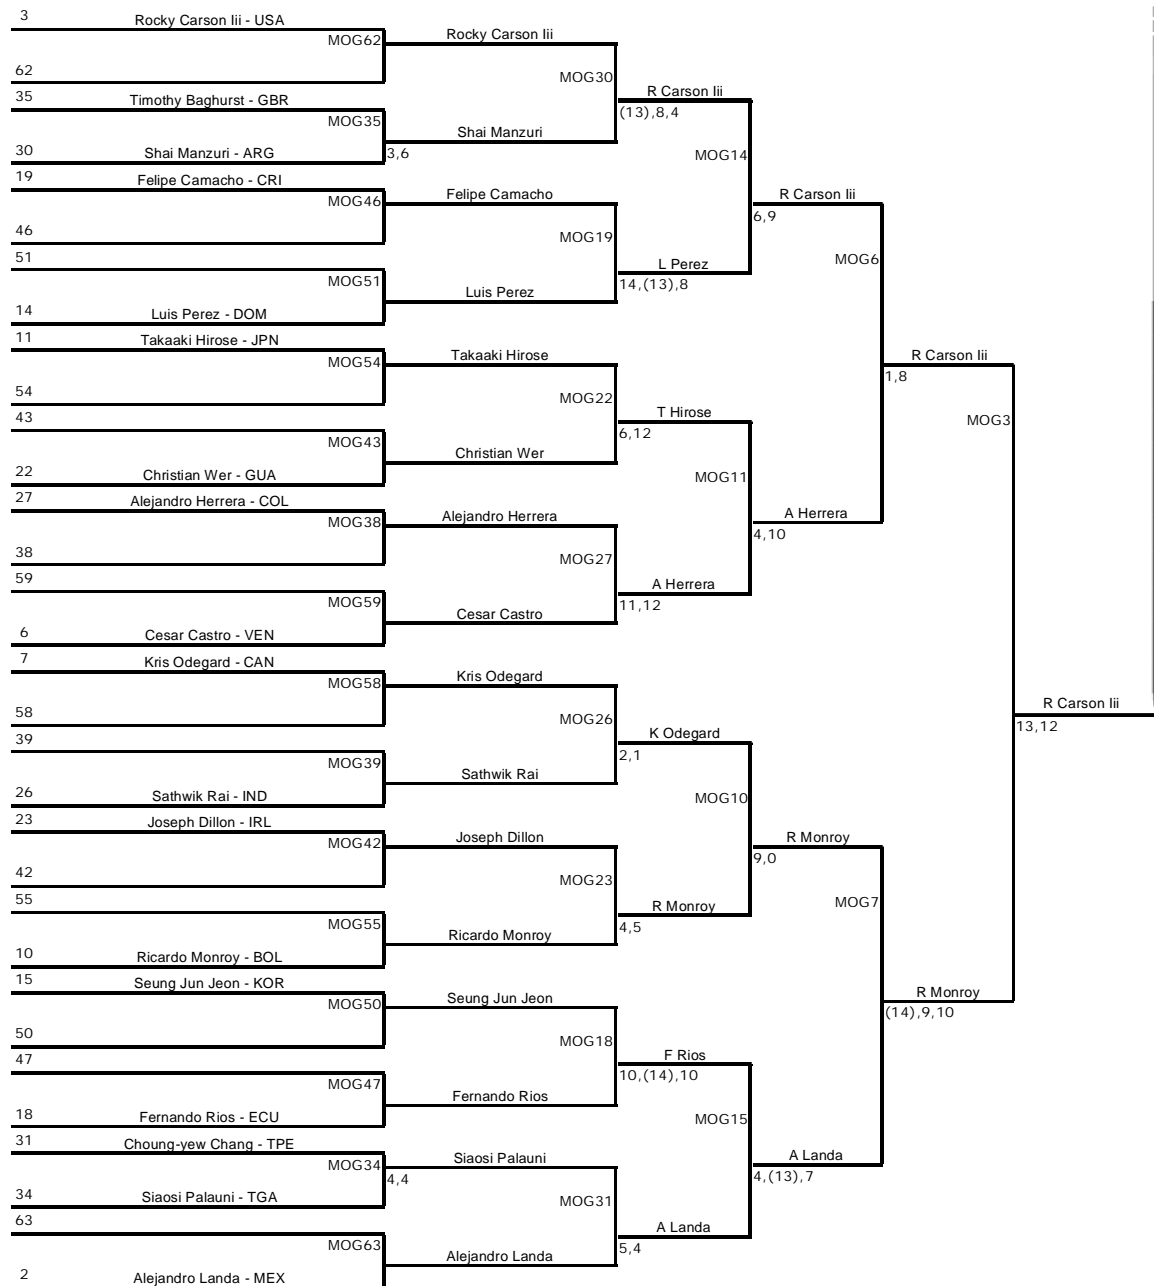 3 Rocky Carson Iii - USA
MOG62 Rocky Carson Iii
62 MOG30
35 Timothy Baghurst - GBR R Carson Iii
MOG35 (13),8,4
Shai Manzuri
30 Shai Manzuri - ARG 3,6 MOG14
19 Felipe Camacho - CRI
MOG46 Felipe Camacho R Carson Iii
6,9
46 MOG19
51 L Perez MOG6
MOG51 Luis Perez 14,(13),8
14 Luis Perez - DOM
11 Takaaki Hirose - JPN
MOG54 Takaaki Hirose R Carson Iii
1,8
54 MOG22
43 T Hirose MOG3
MOG43 6,12
Christian Wer
22 Christian Wer - GUA MOG11
27 Alejandro Herrera - COL
MOG38 Alejandro Herrera A Herrera
4,10
38 MOG27
59 A Herrera
MOG59 Cesar Castro 11,12
6 Cesar Castro - VEN
7 Kris Odegard - CAN
MOG58 Kris Odegard
58 MOG26 R Carson Iii
39 K Odegard 13,12
MOG39 2,1
Sathwik Rai
26 Sathwik Rai - IND MOG10
23 Joseph Dillon - IRL
MOG42 Joseph Dillon R Monroy
9,0
42 MOG23
55 R Monroy MOG7
MOG55 Ricardo Monroy 4,5
10 Ricardo Monroy - BOL
15 Seung Jun Jeon - KOR
MOG50 Seung Jun Jeon R Monroy
(14),9,10
50 MOG18
47 F Rios
MOG47 10,(14),10
Fernando Rios
18 Fernando Rios - ECU MOG15
31 Choung-yew Chang - TPE
MOG34 Siaosi Palauni A Landa
4,4 4,(13),7
34 Siaosi Palauni - TGA MOG31
63 A Landa
MOG63 Alejandro Landa 5,4
2 Alejandro Landa - MEX